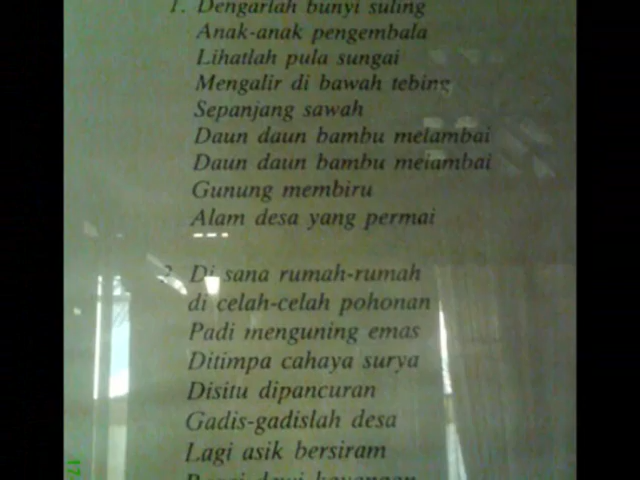 1. Dengarlah bunyi suling
Anak-anak pengembala
Lihatlah pula sungai
Mengalir di bawah tebing
Sepanjang sawah
Daun daun bambu melambai
Daun daun bambu melambai
Gunung membiru
Alam desa yang permai
2. Di sana rumah-rumah
di celah-celah pohonan
Padi menguning emas
Ditimpa cahaya surya
Disitu dipancuran
Gadis-gadislah desa
Lagi asik bersiram
17